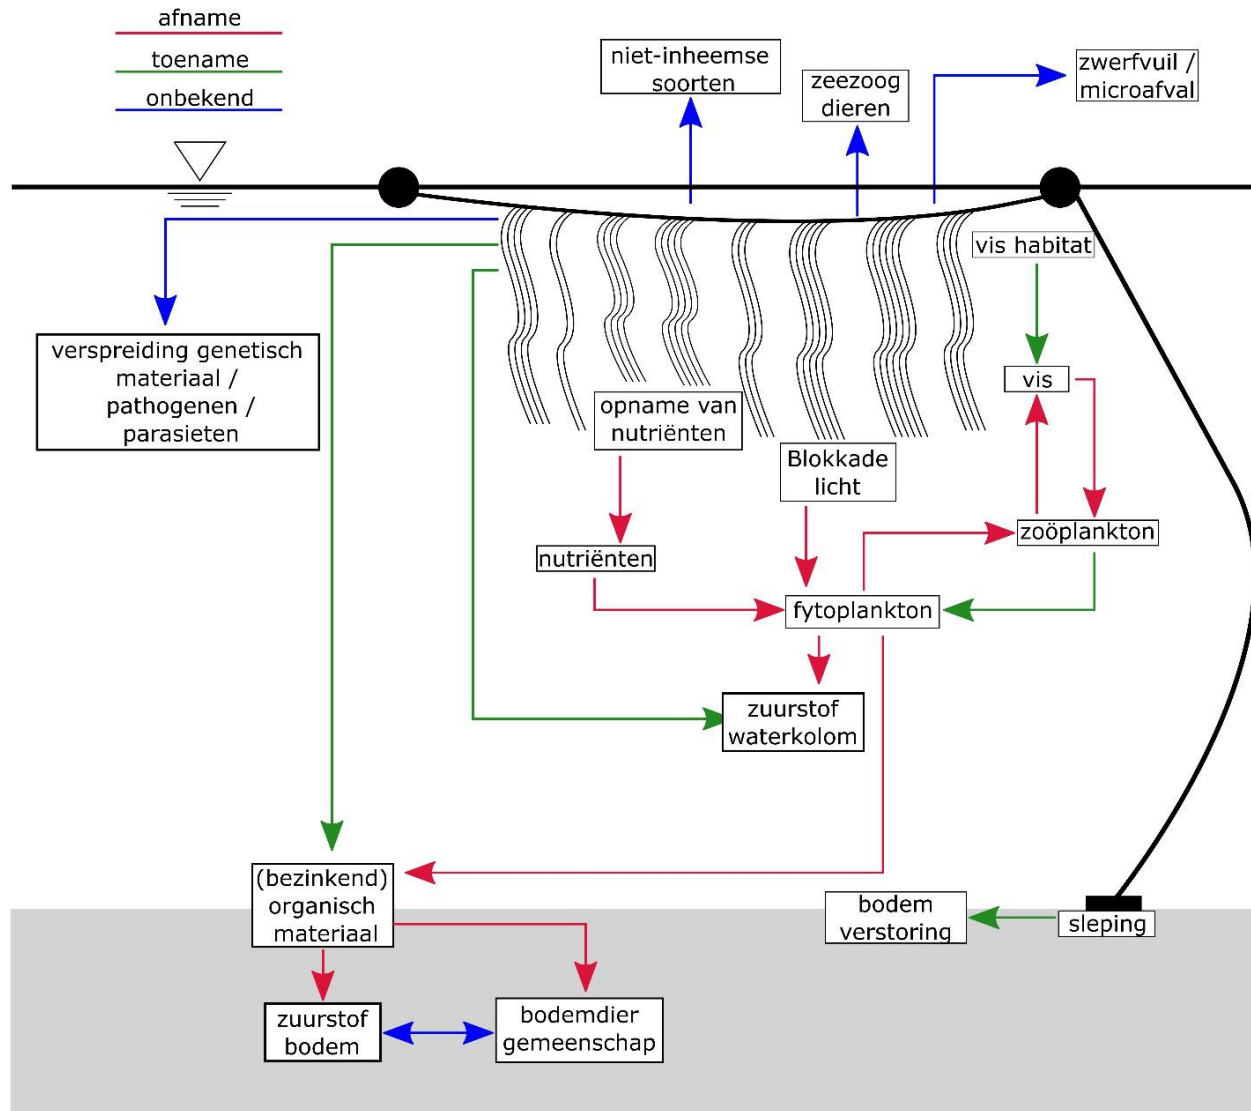 afname
toename
onbekend
niet-inheemse
soorten
zeezoog
dieren
zwerfvuil /
microafval
vis habitat
verspreiding genetisch
materiaal /
pathogenen /
parasieten
vis
opname van
nutriënten
Blokkade
licht
zoöplankton
nutriënten
fytoplankton
zuurstof
waterkolom
(bezinkend)
organisch
materiaal
bodem
verstoring
sleping
zuurstof
bodem
bodemdier
gemeenschap